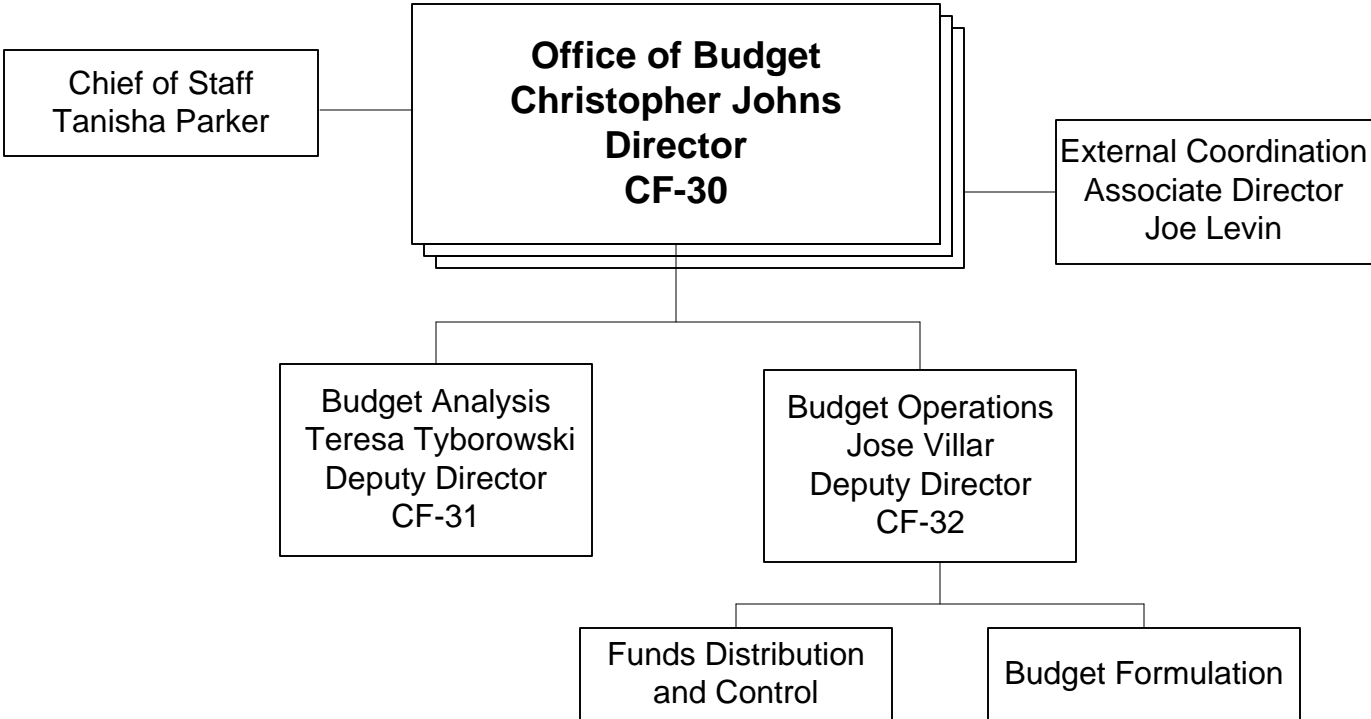 Office of Budget
Christopher Johns
Director
CF-30
Chief of Staff
Tanisha Parker
External Coordination
Associate Director
Joe Levin
Budget Analysis
Teresa Tyborowski
Deputy Director
CF-31
Budget Operations
Jose Villar
Deputy Director
CF-32
Funds Distribution
and Control
Budget Formulation